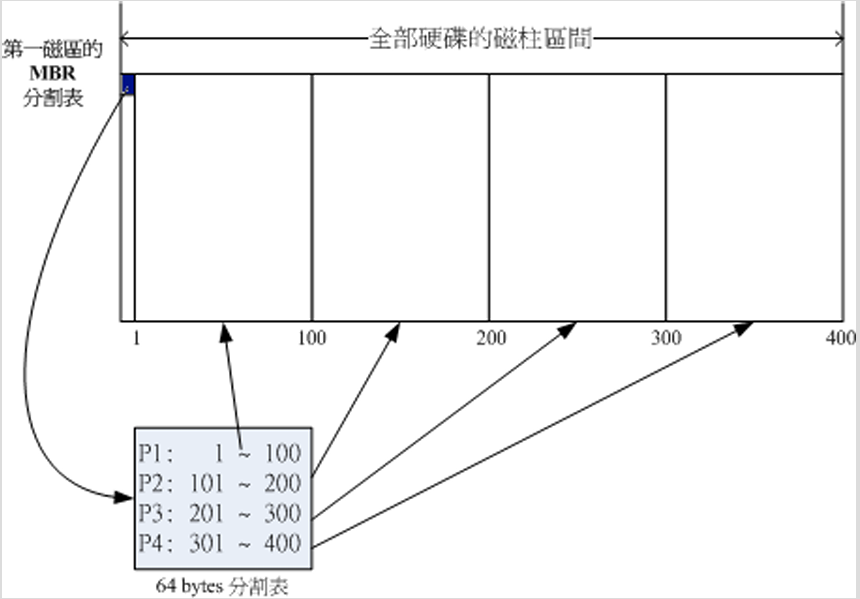 全部硬碟的磁柱區間
第一磁區的
MBR
分割表
1
100
200
300
400
P1: 1 ~ 100
P2: 101 ~ 200
P3: 201 ~ 300
P4: 301 ~ 400
64 bytes 分割表